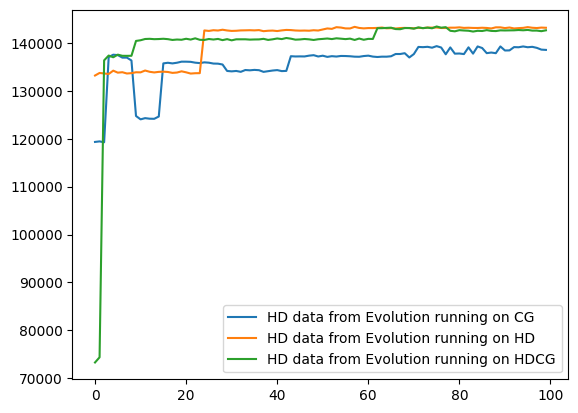 140000
130000
120000
110000
100000
90000
80000
70000
HD data from Evolution running on CG
HD data from Evolution running on HD
HD data from Evolution running on HDCG
0 20 40 60 80 100